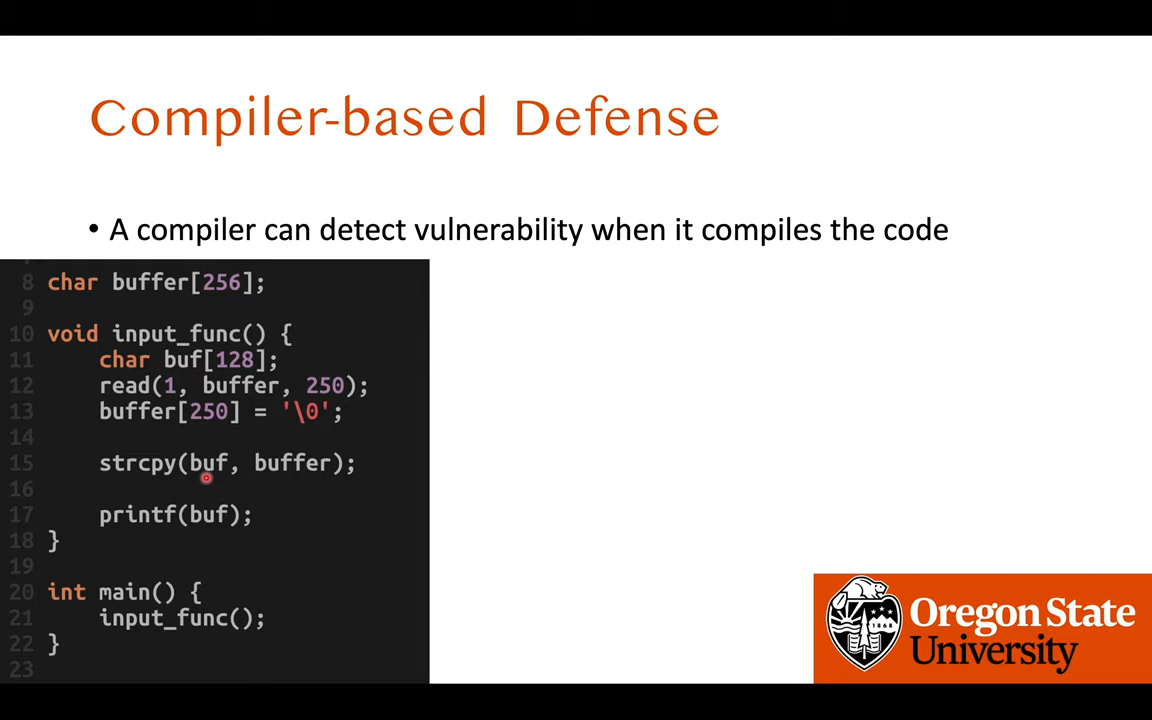 Compiler-based Defense
• A compiler can detect vulnerability when it compiles the code
8 char buffer[256];
9
10 void input_func() {
11     char buf[128];
12     read(1, buffer, 250);
13     buffer[250] = '\0';
14
15     strcpy(buf, buffer);
16
17     printf(buf);
18 }
19
20 int main() {
21     input_func();
22 }
23
Oregon State
University